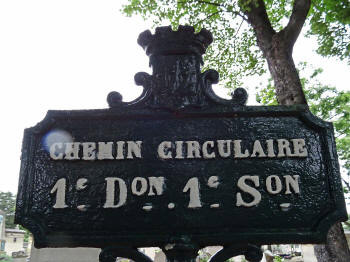 CHEMIN CIRCULAIRE
1e DON. 1e SON